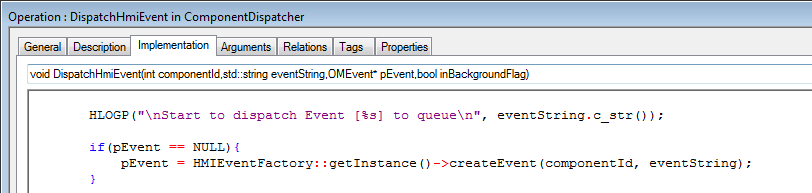 Operation : DispatchHmiEvent in ComponentDispatcher
General Description Implementation Arguments Relations Tags Properties
void DispatchHmiEvent(int componentId,std::string eventString,OMEvent* pEvent,bool inBackgroundFlag)
HLOGP("\nStart to dispatch Event [%s] to queue\n", eventString.c_str());
if(pEvent == NULL){
pEvent = HMIEventFactory::getInstance()->createEvent(componentId, eventString);
}